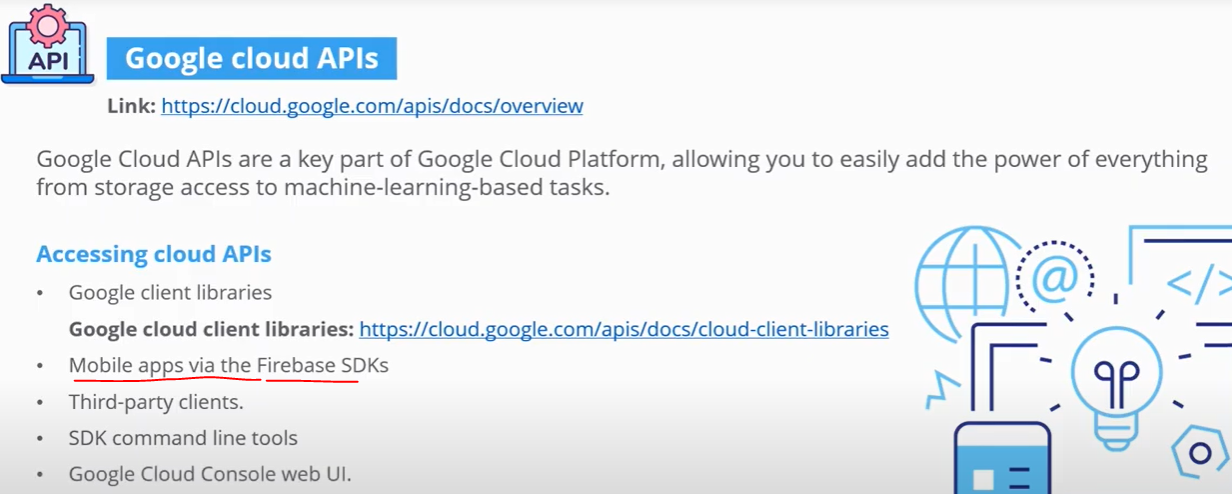 API
Google cloud APIs
Link: https://cloud.google.com/apis/docs/overview
Google Cloud APIs are a key part of Google Cloud Platform, allowing you to easily add the power of everything
from storage access to machine-learning-based tasks.
Accessing cloud APIs
• Google client libraries
Google cloud client libraries: https://cloud.google.com/apis/docs/cloud-client-libraries
• Mobile apps via the Firebase SDKs
• Third-party clients.
• SDK command line tools
• Google Cloud Console web UI.
@
</>